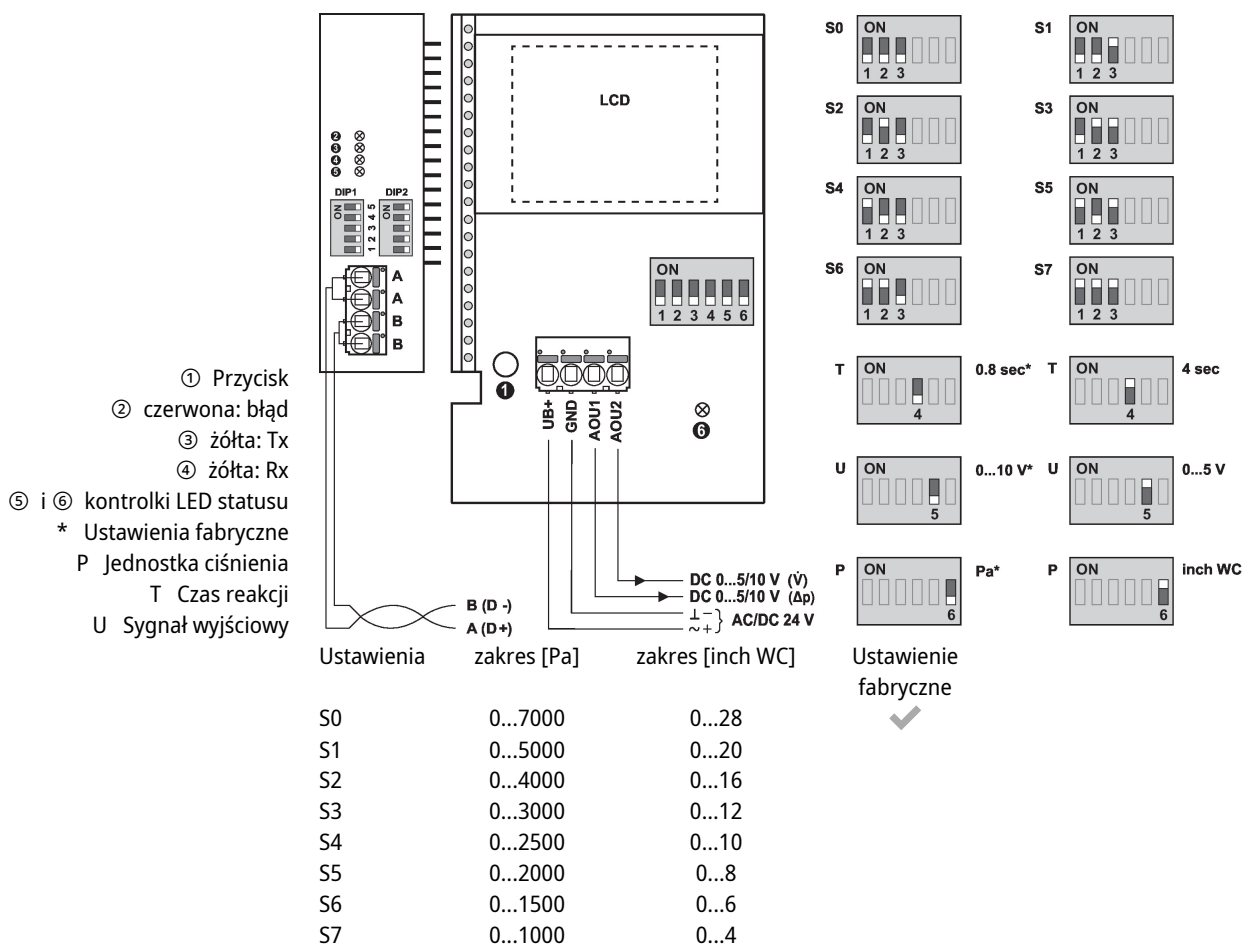 S0 ON
1 2 3
S1 ON
1 2 3
LCD
❷
❸
❹
❺
S2 ON
1 2 3
S3 ON
1 2 3
DIP1 DIP2
ON 1 2 3 4 5 ON
S4 ON
1 2 3
S5 ON
1 2 3
A
A
B
B
ON
1 2 3 4 5 6
S6 ON
1 2 3
S7 ON
1 2 3
❶
❻
UB+
GND
AOU1
AOU2
T ON 0.8 sec*
4
T ON 4 sec
4
U ON 0...10 V*
5
U ON 0...5 V
5
P ON Pa*
6
P ON inch WC
6
① Przycisk
② czerwona: błąd
③ żółta: Tx
④ żółta: Rx
⑤ i ⑥ kontrolki LED statusu
* Ustawienia fabryczne
P Jednostka ciśnienia
T Czas reakcji
U Sygnał wyjściowy
B (D -)
A (D+)
DC 0...5/10 V (V̇)
DC 0...5/10 V (Δp)
⊥ –
~ +
AC/DC 24 V
Ustawienia zakres [Pa] zakres [inch WC] Ustawienie
fabryczne
S0 0...7000 0...28 ✔
S1 0...5000 0...20
S2 0...4000 0...16
S3 0...3000 0...12
S4 0...2500 0...10
S5 0...2000 0...8
S6 0...1500 0...6
S7 0...1000 0...4